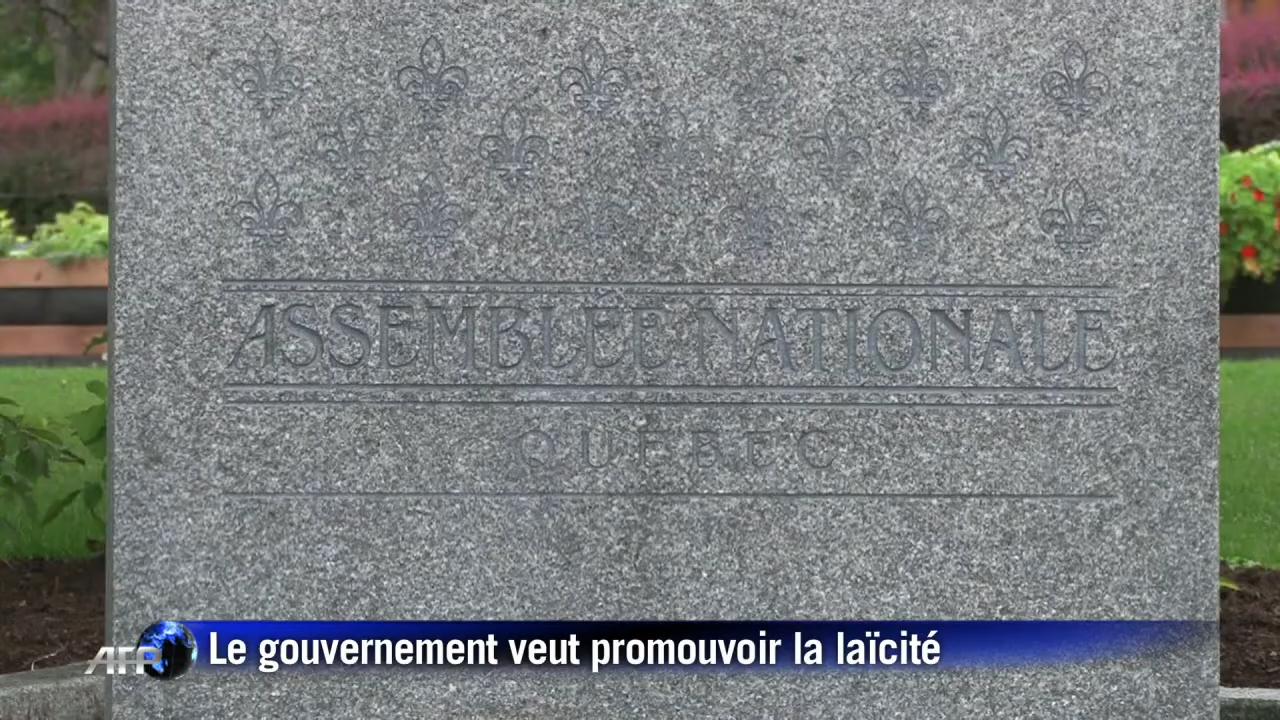 ASSEMBLÉE NATIONALE
QUÉBEC
AFP Le gouvernement veut promouvoir la laïcité